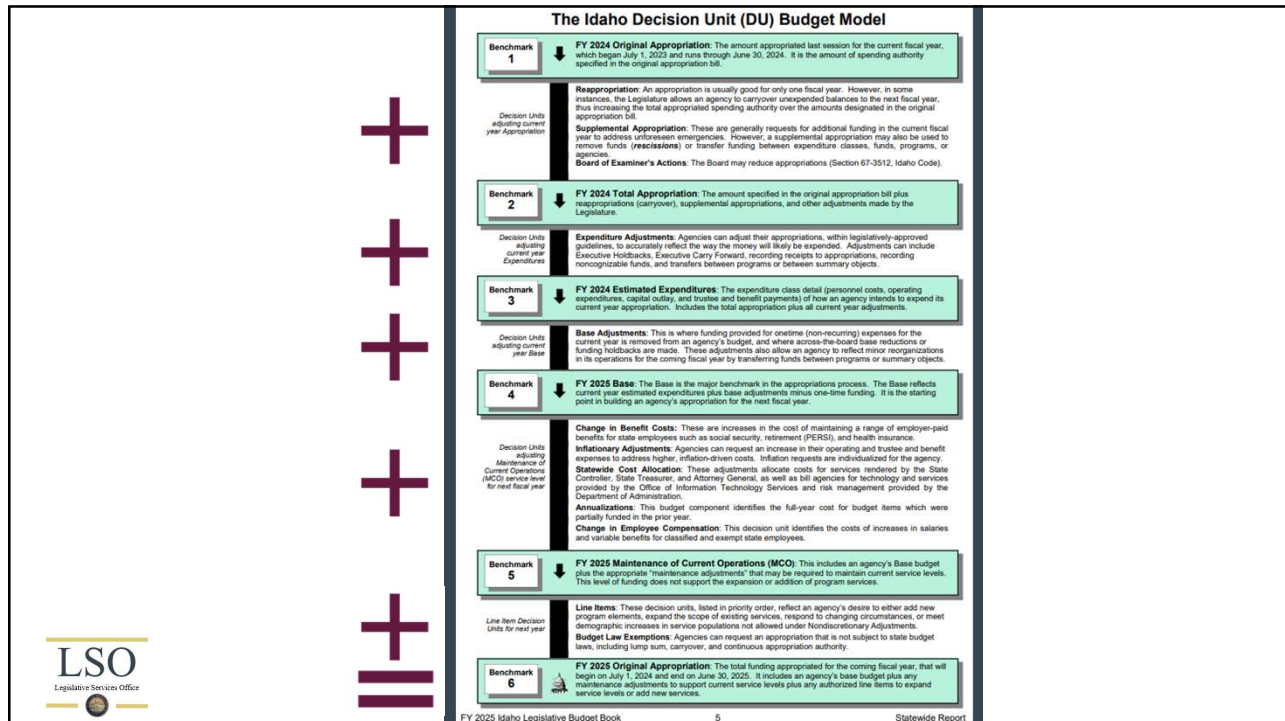 The Idaho Decision Unit (DU) Budget Model
Benchmark
1
FY 2024 Original Appropriation: The amount appropriated last session for the current fiscal year,
which began July 1, 2023 and runs through June 30, 2024. It is the amount of spending authority
specified in the original appropriation bill.
Decision Units
adjusting current
year Appropriation
Reappropriation: An appropriation is usually good for only one fiscal year. However, in some
instances, the Legislature allows an agency to carryover unexpended balances to the next fiscal year,
thus increasing the total appropriated spending authority over the amounts designated in the original
appropriation bill.
Supplemental Appropriation: These are generally requests for additional funding in the current fiscal
year to address unforeseen emergencies. However, a supplemental appropriation may also be used to
remove funds (rescissions) or transfer funding between expenditure classes, funds, programs, or
agencies.
Board of Examiner's Actions: The Board may reduce appropriations (Section 67-3512, Idaho Code).
Benchmark
2
FY 2024 Total Appropriation: The amount specified in the original appropriation bill plus
reappropriations (carryover), supplemental appropriations, and other adjustments made by the
Legislature.
Decision Units
adjusting
current year
Expenditures
Expenditure Adjustments: Agencies can adjust their appropriations, within legislatively-approved
guidelines, to accurately reflect the way the money will likely be expended. Adjustments can include
Executive Holdbacks, Executive Carry Forward, recording receipts to appropriations, recording
noncognizable funds, and transfers between programs or between summary objects.
Benchmark
3
FY 2024 Estimated Expenditures: The expenditure class detail (personnel costs, operating
expenditures, capital outlay, and trustee and benefit payments) of how an agency intends to expend its
current year appropriation. Includes the total appropriation plus all current year adjustments.
Decision Units
adjusting current
year Base
Base Adjustments: This is where funding provided for onetime (non-recurring) expenses for the
current year is removed from an agency's budget, and where across-the-board base reductions or
funding holdbacks are made. These adjustments also allow an agency to reflect minor reorganizations
in its operations for the coming fiscal year by transferring funds between programs or summary objects.
Benchmark
4
FY 2025 Base: The Base is the major benchmark in the appropriations process. The Base reflects
current year estimated expenditures plus base adjustments minus one-time funding. It is the starting
point in building an agency's appropriation for the next fiscal year.
Decision Units
adjusting
Maintenance of
Current Operations
(MCO) service level
for next fiscal year
Change in Benefit Costs: These are increases in the cost of maintaining a range of employer-paid
benefits for state employees such as social security, retirement (PERSI), and health insurance.
Inflationary Adjustments: Agencies can request an increase in their operating and trustee and benefit
expenses to address higher, inflation-driven costs. Inflation requests are individualized for the agency.
Statewide Cost Allocation: These adjustments allocate costs for services rendered by the State
Controller, State Treasurer, and Attorney General, as well as bill agencies for technology and services
provided by the Office of Information Technology Services and risk management provided by the
Department of Administration.
Annualizations: This budget component identifies the full-year cost for budget items which were
partially funded in the prior year.
Change in Employee Compensation: This decision unit identifies the costs of increases in salaries
and variable benefits for classified and exempt state employees.
Benchmark
5
FY 2025 Maintenance of Current Operations (MCO): This includes an agency's Base budget
plus the appropriate "maintenance adjustments" that may be required to maintain current service levels.
This level of funding does not support the expansion or addition of program services.
Line Item Decision
Units for next year
Line Items: These decision units, listed in priority order, reflect an agency's desire to either add new
program elements, expand the scope of existing services, respond to changing circumstances, or meet
demographic increases in service populations not allowed under Nondiscretionary Adjustments.
Budget Law Exemptions: Agencies can request an appropriation that is not subject to state budget
laws, including lump sum, carryover, and continuous appropriation authority.
Benchmark
6
FY 2025 Original Appropriation: The total funding appropriated for the coming fiscal year, that will
begin on July 1, 2024 and end on June 30, 2025. It includes an agency's base budget plus any
maintenance adjustments to support current service levels plus any authorized line items to expand
service levels or add new services.
FY 2025 Idaho Legislative Budget Book 5 Statewide Report
LSO
Legislative Services Office